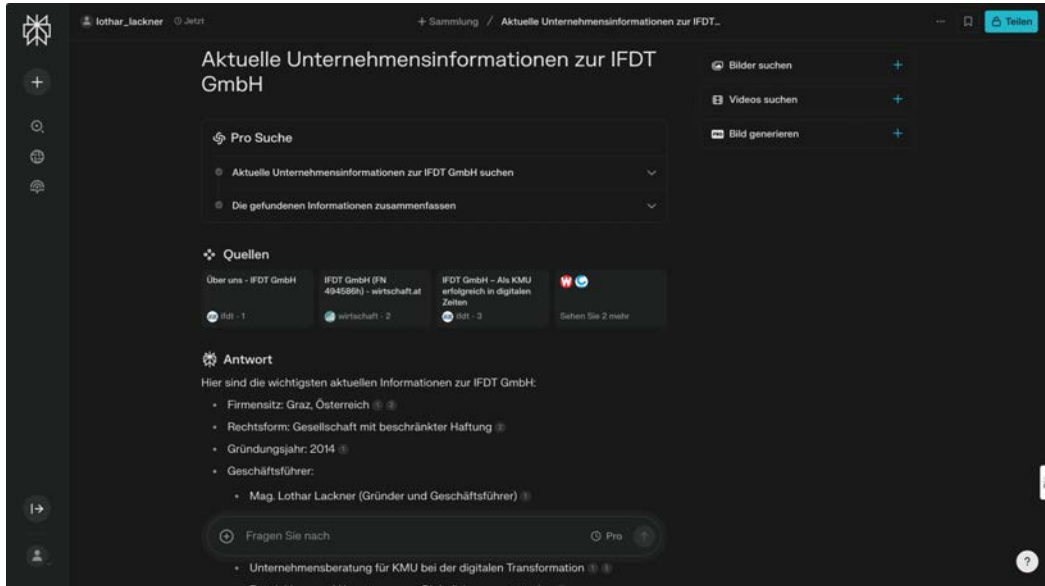 lothar_lackner
Jetzt
+ Sammlung / Aktuelle Unternehmensinformationen zur IFDT...
Teilen
Aktuelle Unternehmensinformationen zur IFDT
GmbH
Pro Suche
Aktuelle Unternehmensinformationen zur IFDT GmbH suchen
Die gefundenen Informationen zusammenfassen
Quellen
Über uns - IFDT GmbH
ifdt · 1
IFDT GmbH (FN
494586h) - wirtschaft.at
wirtschaft · 2
IFDT GmbH – Als KMU
erfolgreich in digitalen
Zeiten
ifdt · 3
Sehen Sie 2 mehr
Antwort
Hier sind die wichtigsten aktuellen Informationen zur IFDT GmbH:
• Firmensitz: Graz, Österreich
• Rechtsform: Gesellschaft mit beschränkter Haftung 2
• Gründungsjahr: 2014 1
• Geschäftsführer:
• Mag. Lothar Lackner (Gründer und Geschäftsführer) 1
Fragen Sie nach
Pro
• Unternehmensberatung für KMU bei der digitalen Transformation
Bilder suchen
Videos suchen
PRO Bild generieren
?